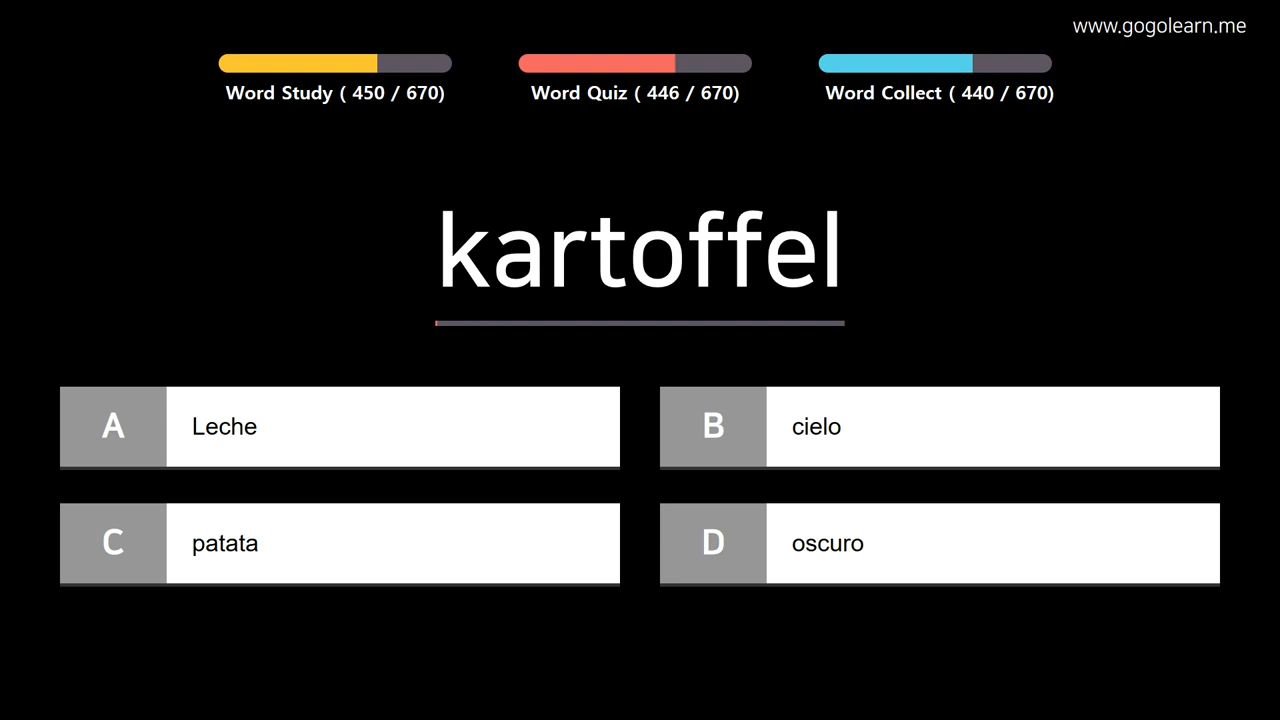 www.gogolearn.me
Word Study ( 450 / 670)
Word Quiz ( 446 / 670)
Word Collect ( 440 / 670)
kartoffel
A Leche
B cielo
C patata
D oscuro